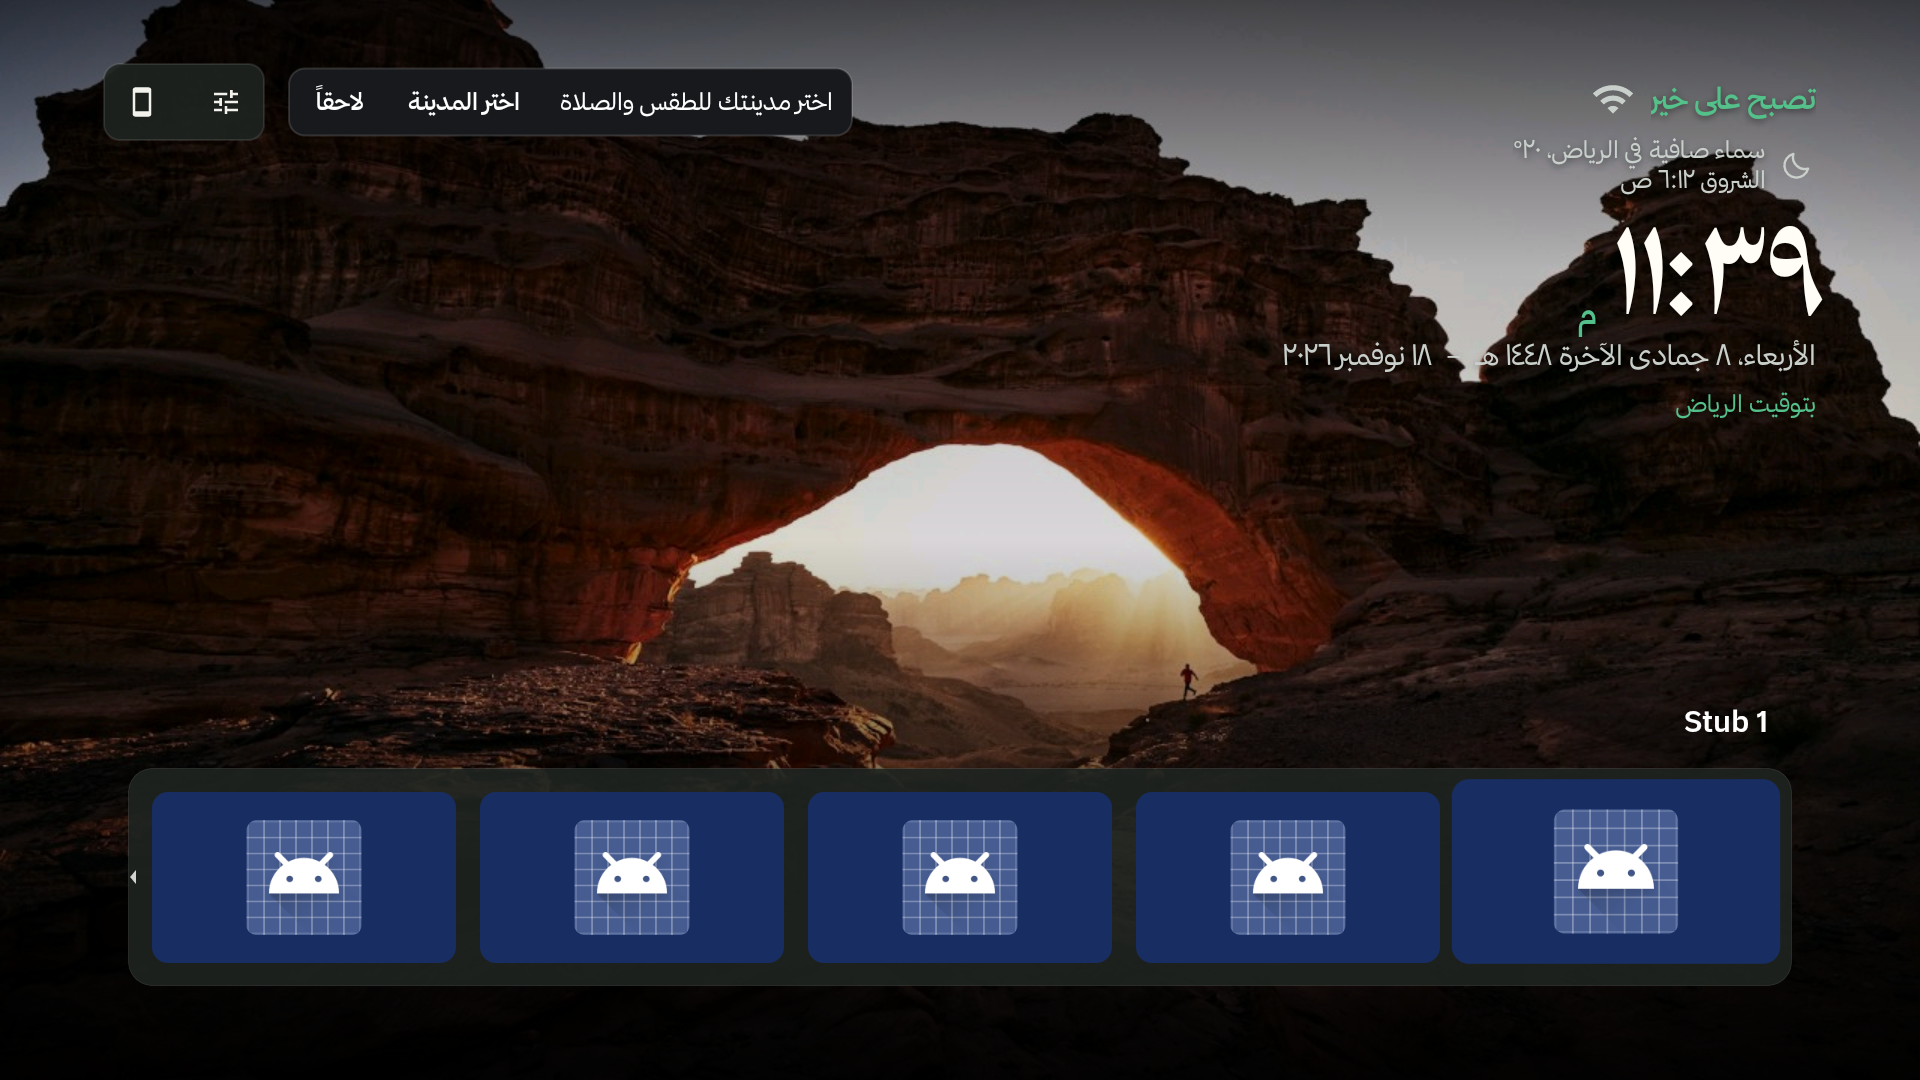 تصبح على خير
سماء صافية في الرياض، ٢٠°
الشروق ٦:١٢ ص
١١:٣٩ م
الأربعاء، ٨ جمادى الآخرة ١٤٤٨ هـ – ١٨ نوفمبر ٢٠٢٦
بتوقيت الرياض
اختر مدينتك للطقس والصلاة اختر المدينة لاحقاً
Stub 1